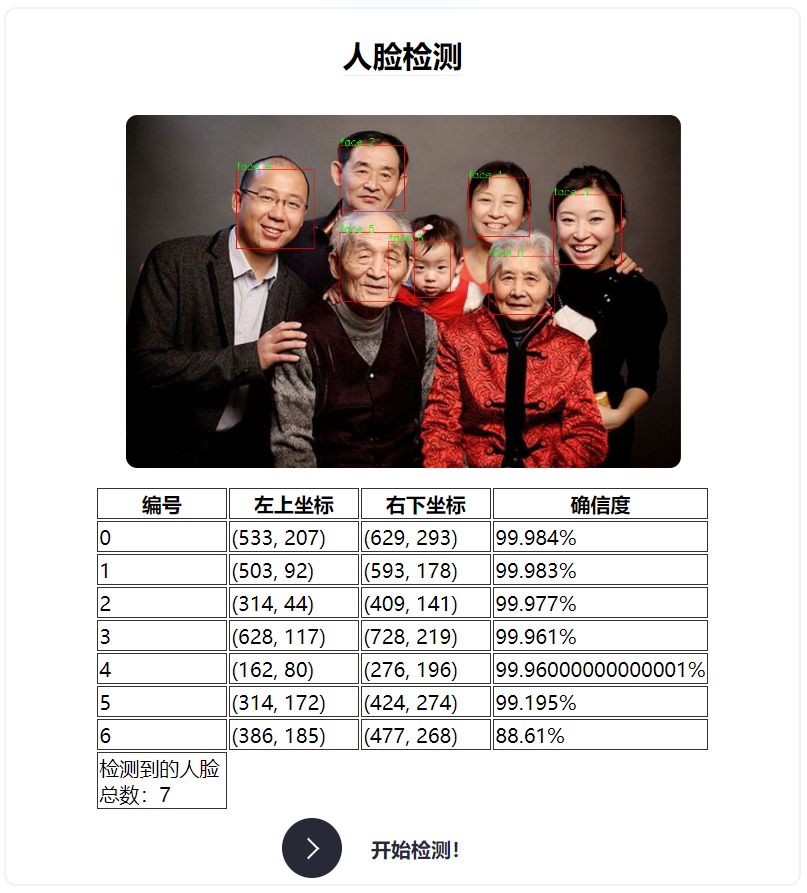 人脸检测
face 2
face 4
face 1
face 3
face 5
face 6
face 0
编号 左上坐标 右下坐标 确信度
0 (533, 207) (629, 293) 99.984%
1 (503, 92) (593, 178) 99.983%
2 (314, 44) (409, 141) 99.977%
3 (628, 117) (728, 219) 99.961%
4 (162, 80) (276, 196) 99.96000000000001%
5 (314, 172) (424, 274) 99.195%
6 (386, 185) (477, 268) 88.61%
检测到的人脸
总数：7
开始检测！